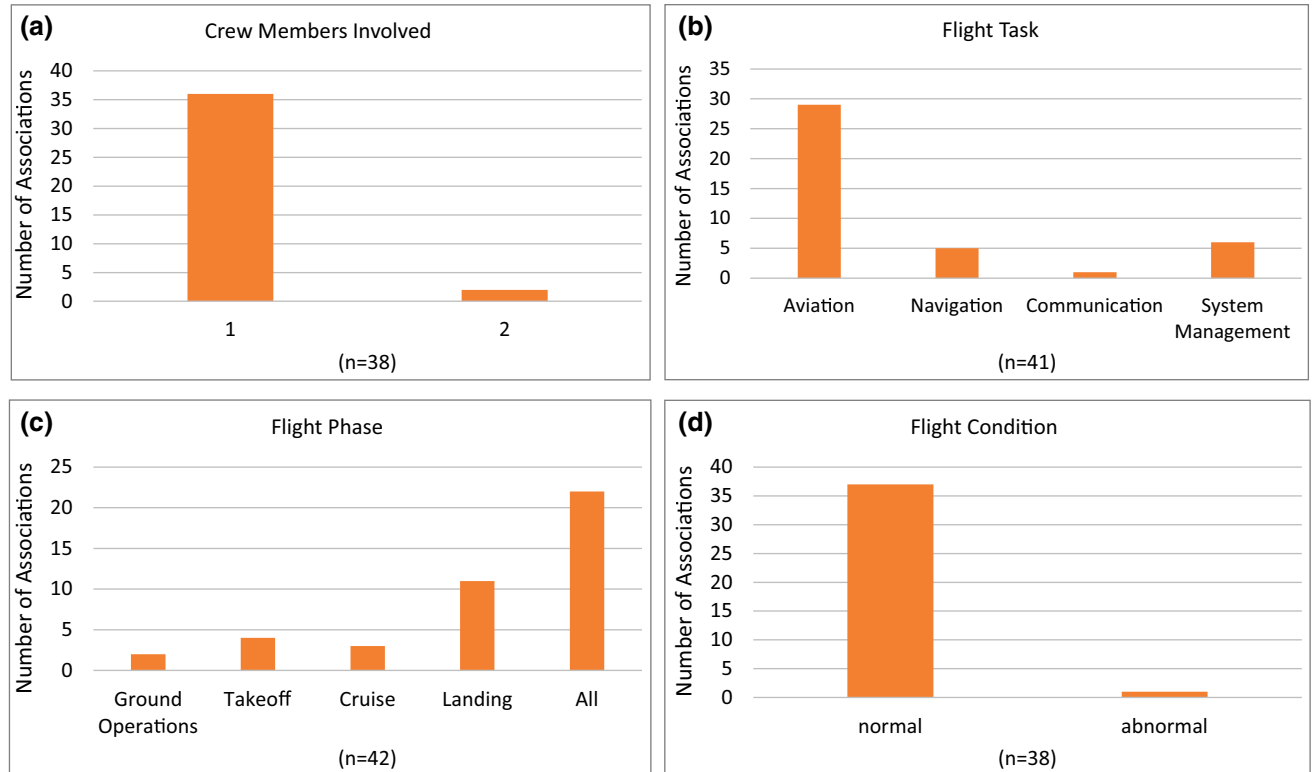 (a)
Crew Members Involved
Number of Associations
40
35
30
25
20
15
10
5
0
1 2
(n=38)
(b)
Flight Task
Number of Associations
35
30
25
20
15
10
5
0
Aviation Navigation Communication System
Management
(n=41)
(c)
Flight Phase
Number of Associations
25
20
15
10
5
0
Ground Takeoff Cruise Landing All
Operations
(n=42)
(d)
Flight Condition
Number of Associations
40
35
30
25
20
15
10
5
0
normal abnormal
(n=38)